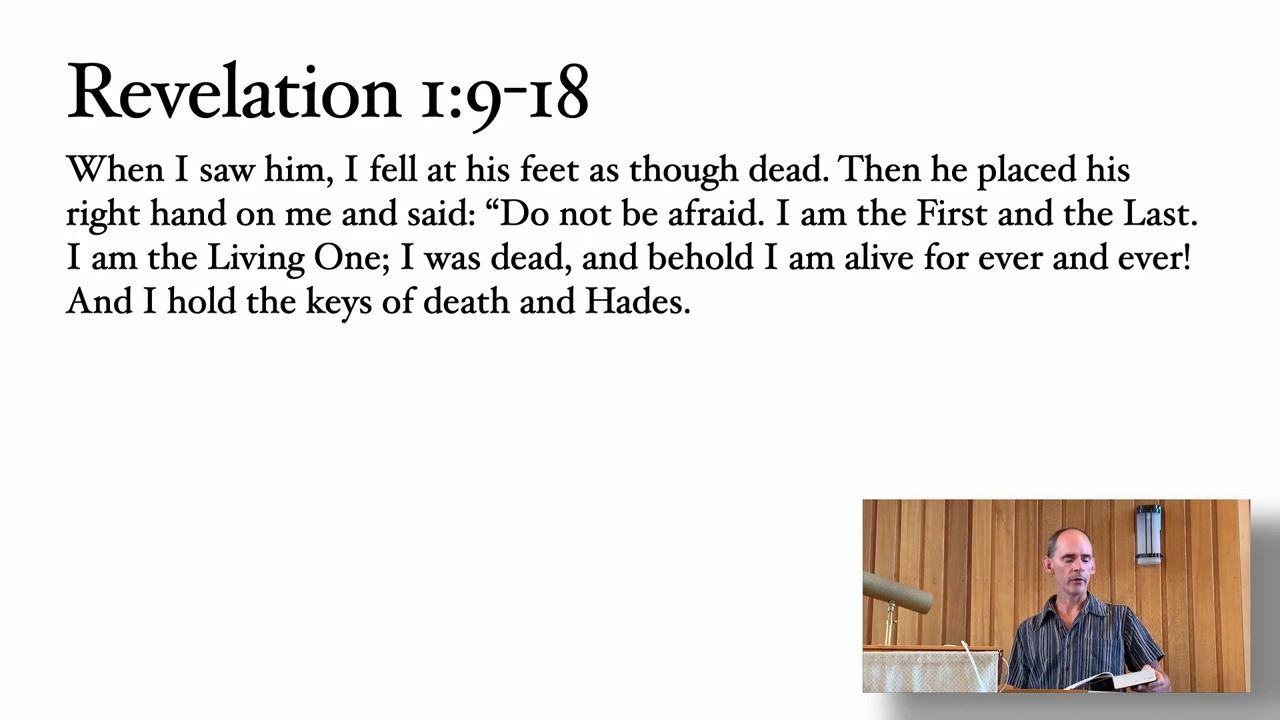 Revelation 1:9-18
When I saw him, I fell at his feet as though dead. Then he placed his
right hand on me and said: “Do not be afraid. I am the First and the Last.
I am the Living One; I was dead, and behold I am alive for ever and ever!
And I hold the keys of death and Hades.